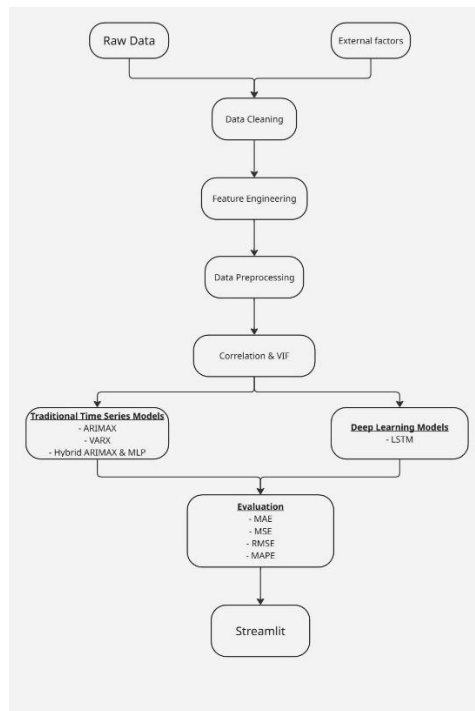 Raw Data
External factors
Data Cleaning
Feature Engineering
Data Preprocessing
Correlation & VIF
Traditional Time Series Models
- ARIMAX
- VARX
- Hybrid ARIMAX & MLP
Deep Learning Models
- LSTM
Evaluation
- MAE
- MSE
- RMSE
- MAPE
Streamlit